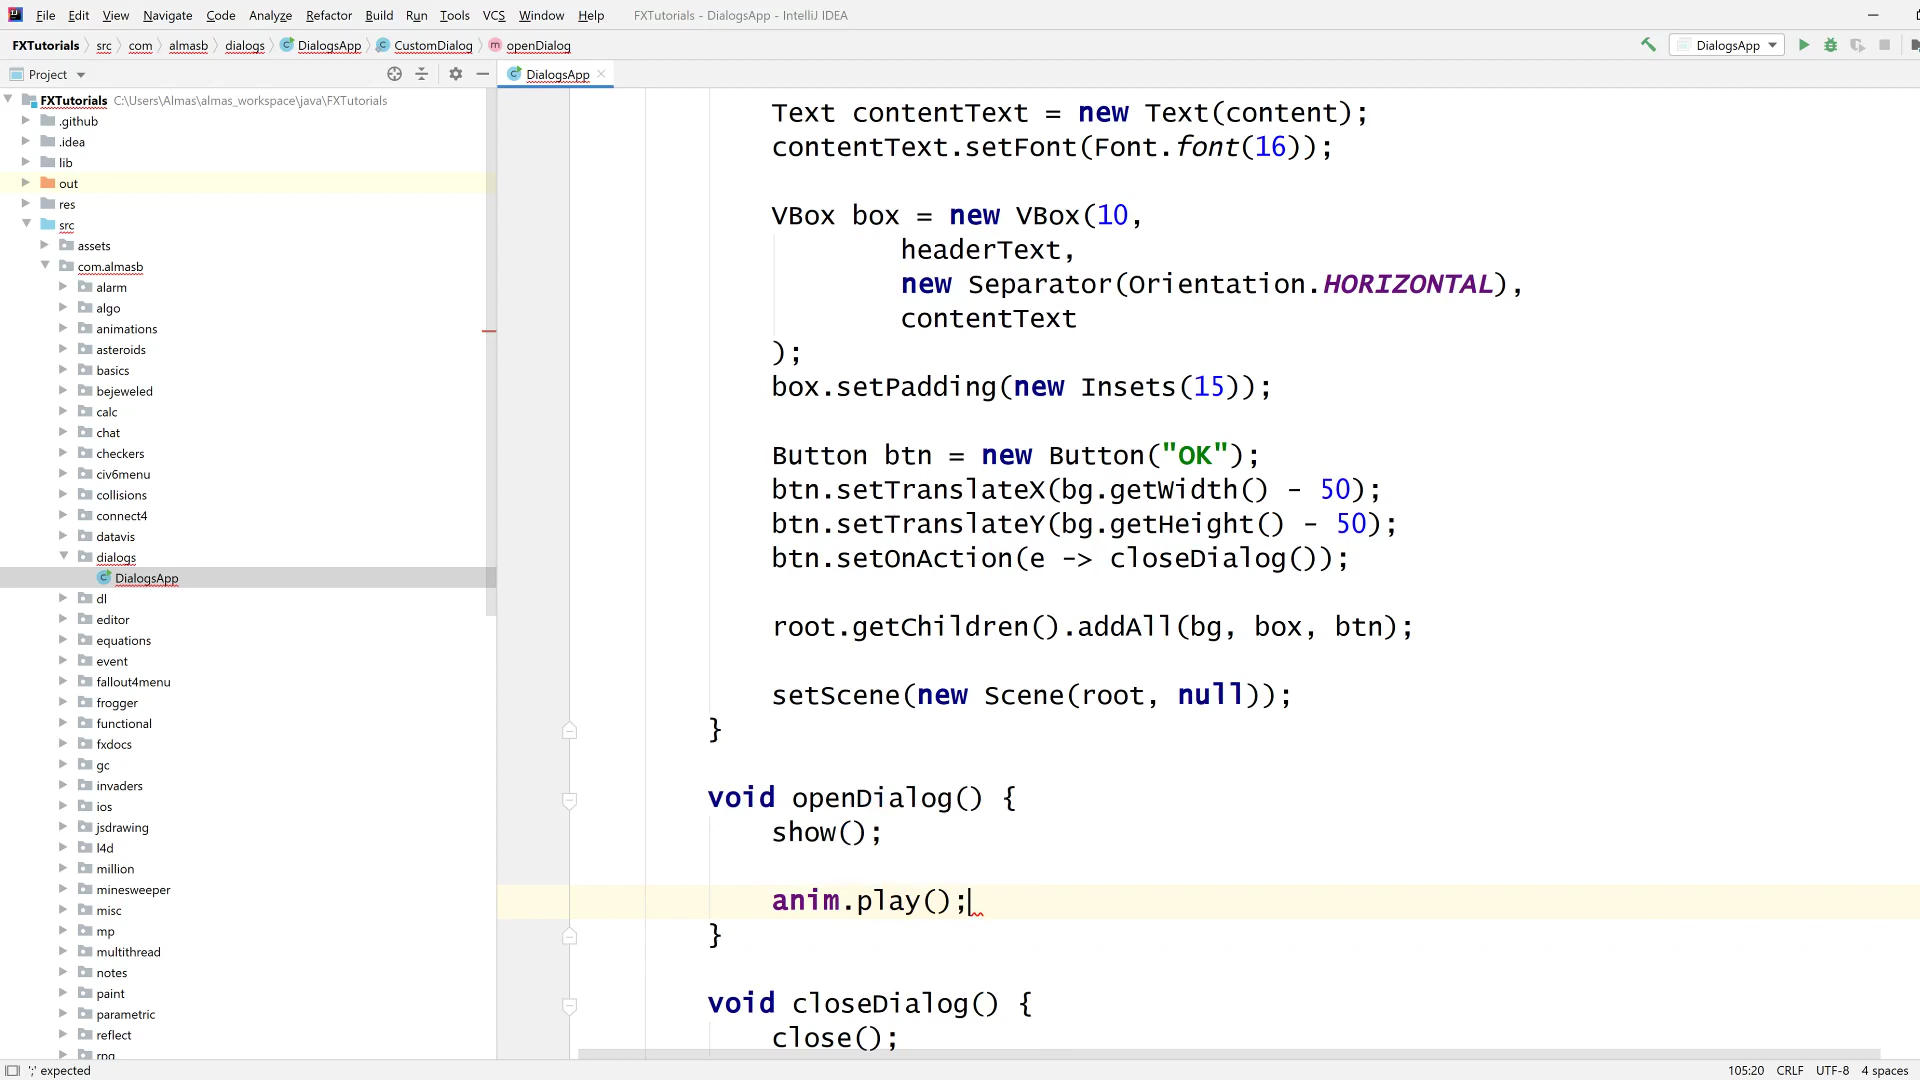 File Edit View Navigate Code Analyze Refactor Build Run Tools VCS Window Help FXTutorials - DialogsApp - IntelliJ IDEA
FXTutorials src com almasb dialogs DialogsApp CustomDialog openDialog DialogsApp
Project DialogsApp
FXTutorials C:\Users\Almas\almas_workspace\java\FXTutorials
.github
.idea
lib
out
res
src
assets
com.almasb
alarm
algo
animations
asteroids
basics
bejeweled
calc
chat
checkers
civ6menu
collisions
connect4
datavis
dialogs
DialogsApp
dl
editor
equations
event
fallout4menu
frogger
functional
fxdocs
gc
invaders
ios
jsdrawing
l4d
million
minesweeper
misc
mp
multithread
notes
paint
parametric
reflect
rpg
Text contentText = new Text(content);
contentText.setFont(Font.font(16));
VBox box = new VBox(10,
headerText,
new Separator(Orientation.HORIZONTAL),
contentText
);
box.setPadding(new Insets(15));
Button btn = new Button("OK");
btn.setTranslateX(bg.getWidth() - 50);
btn.setTranslateY(bg.getHeight() - 50);
btn.setOnAction(e -> closeDialog());
root.getChildren().addAll(bg, box, btn);
setScene(new Scene(root, null));
}
void openDialog() {
show();
anim.play();
}
void closeDialog() {
close();
';' expected 105:20 CRLF UTF-8 4 spaces